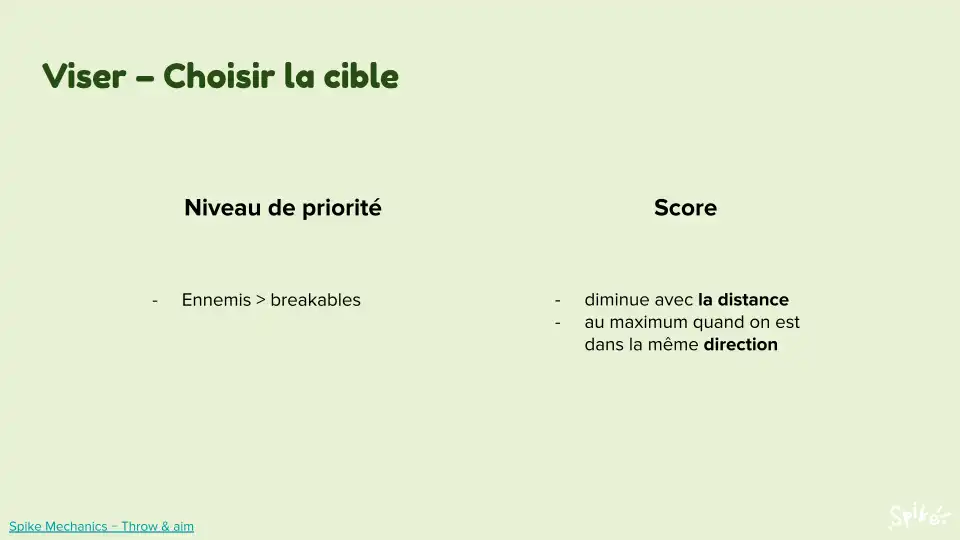 Viser – Choisir la cible
Niveau de priorité
- Ennemis > breakables
Score
- diminue avec la distance
- au maximum quand on est
dans la même direction
Spike Mechanics – Throw & aim
Spike